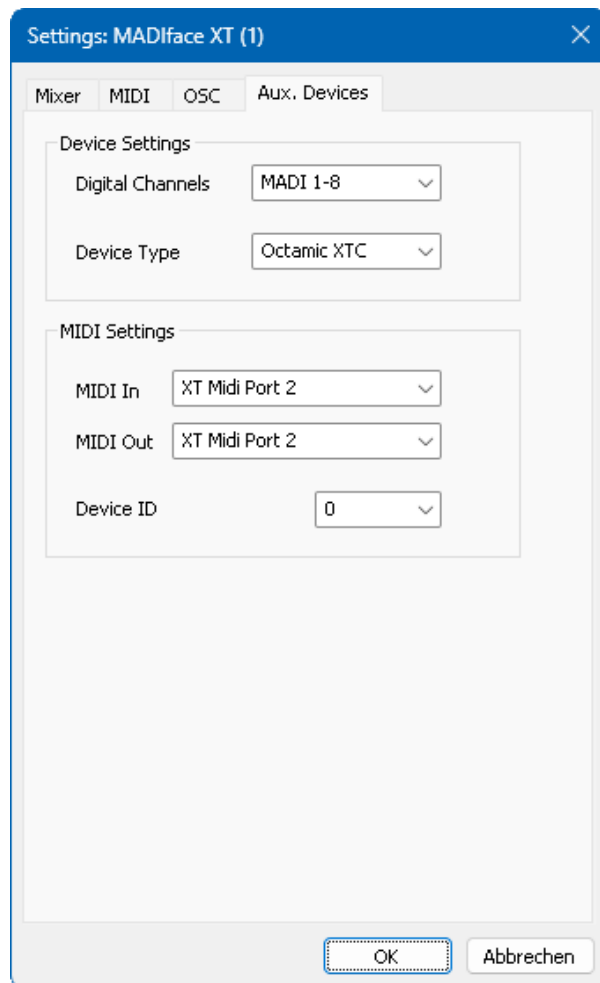 Settings: MADIface XT (1)
Mixer MIDI OSC Aux. Devices
Device Settings
Digital Channels MADI 1-8
Device Type Octamic XTC
MIDI Settings
MIDI In XT Midi Port 2
MIDI Out XT Midi Port 2
Device ID 0
OK Abbrechen